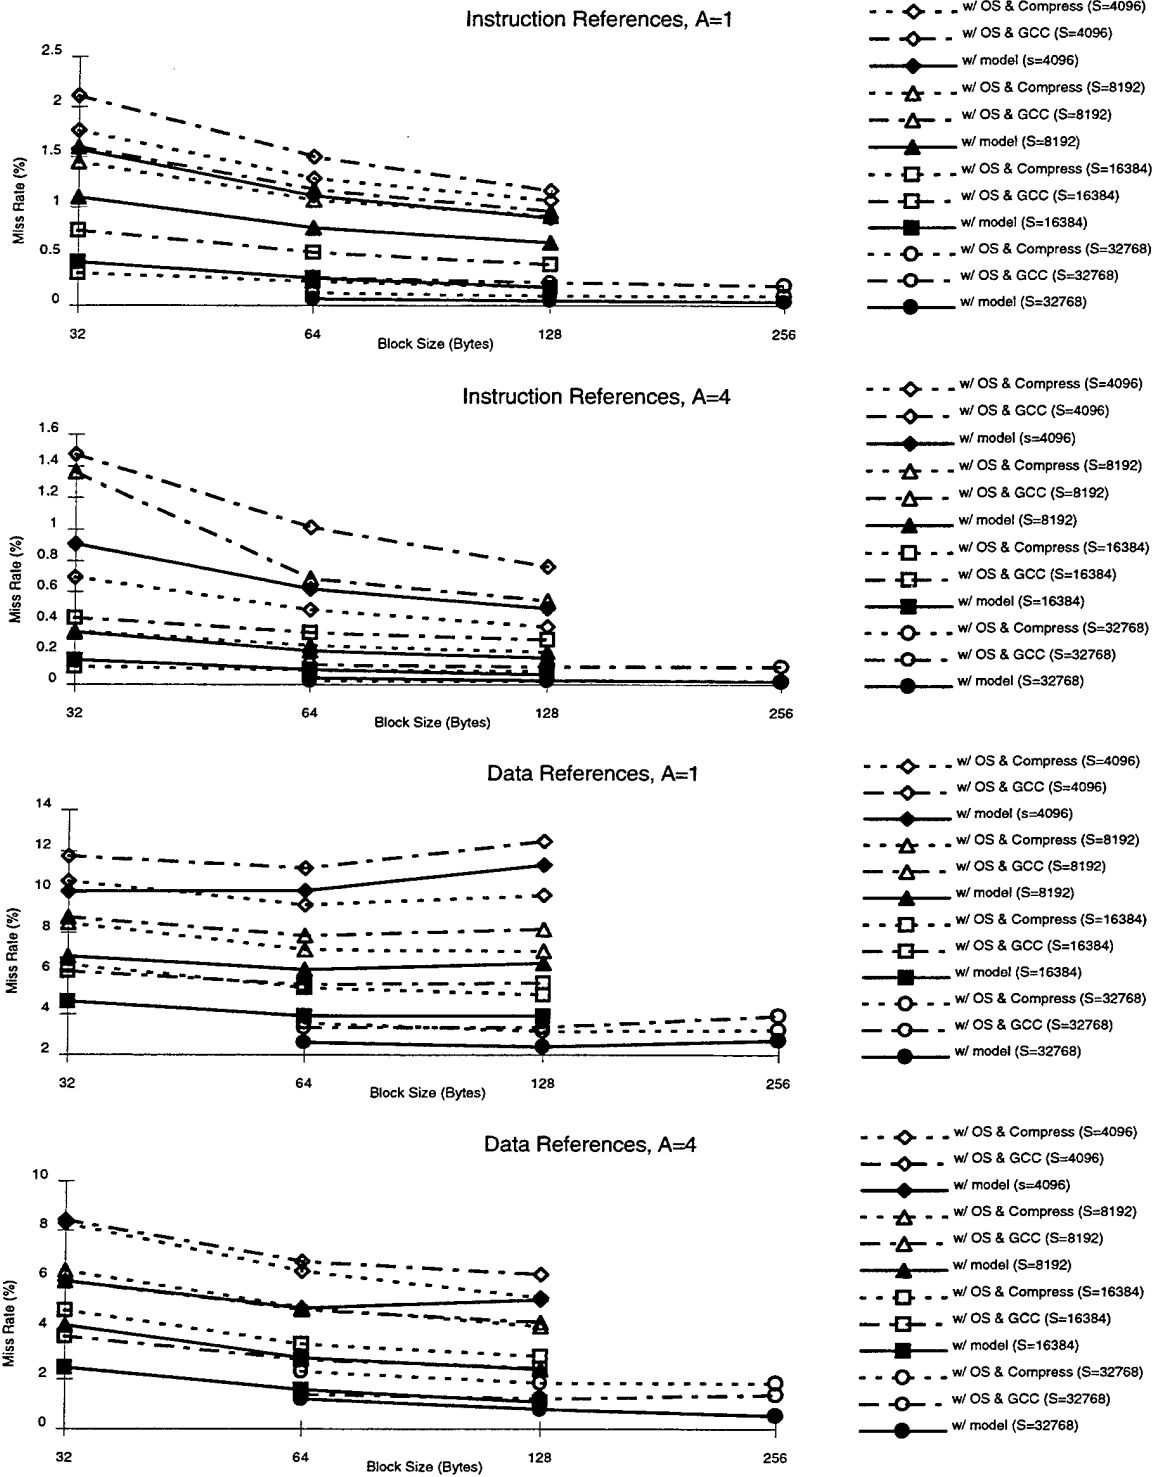 Instruction References, A=1
2.5
2
1.5
1
0.5
0
Miss Rate (%)
32
64
128
256
Block Size (Bytes)
w/ OS & Compress (S=4096)
w/ OS & GCC (S=4096)
w/ model (s=4096)
w/ OS & Compress (S=8192)
w/ OS & GCC (S=8192)
w/ model (S=8192)
w/ OS & Compress (S=16384)
w/ OS & GCC (S=16384)
w/ model (S=16384)
w/ OS & Compress (S=32768)
w/ OS & GCC (S=32768)
w/ model (S=32768)
Instruction References, A=4
1.6
1.4
1.2
1
0.8
0.6
0.4
0.2
0
Miss Rate (%)
32
64
128
256
Block Size (Bytes)
w/ OS & Compress (S=4096)
w/ OS & GCC (S=4096)
w/ model (s=4096)
w/ OS & Compress (S=8192)
w/ OS & GCC (S=8192)
w/ model (S=8192)
w/ OS & Compress (S=16384)
w/ OS & GCC (S=16384)
w/ model (S=16384)
w/ OS & Compress (S=32768)
w/ OS & GCC (S=32768)
w/ model (S=32768)
Data References, A=1
14
12
10
8
6
4
2
Miss Rate (%)
32
64
128
256
Block Size (Bytes)
w/ OS & Compress (S=4096)
w/ OS & GCC (S=4096)
w/ model (s=4096)
w/ OS & Compress (S=8192)
w/ OS & GCC (S=8192)
w/ model (S=8192)
w/ OS & Compress (S=16384)
w/ OS & GCC (S=16384)
w/ model (S=16384)
w/ OS & Compress (S=32768)
w/ OS & GCC (S=32768)
w/ model (S=32768)
Data References, A=4
10
8
6
4
2
0
Miss Rate (%)
32
64
128
256
Block Size (Bytes)
w/ OS & Compress (S=4096)
w/ OS & GCC (S=4096)
w/ model (s=4096)
w/ OS & Compress (S=8192)
w/ OS & GCC (S=8192)
w/ model (S=8192)
w/ OS & Compress (S=16384)
w/ OS & GCC (S=16384)
w/ model (S=16384)
w/ OS & Compress (S=32768)
w/ OS & GCC (S=32768)
w/ model (S=32768)